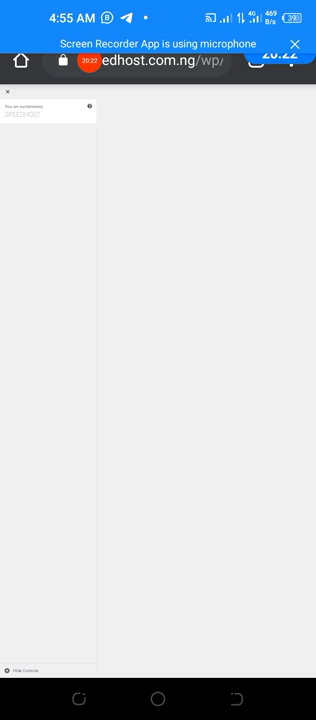 4:55 AM
4G
469
B/s
39
Screen Recorder App is using microphone
20:22
edhost.com.ng/wp/
20:22
You are customizing
SPEEDHOST
Hide Controls